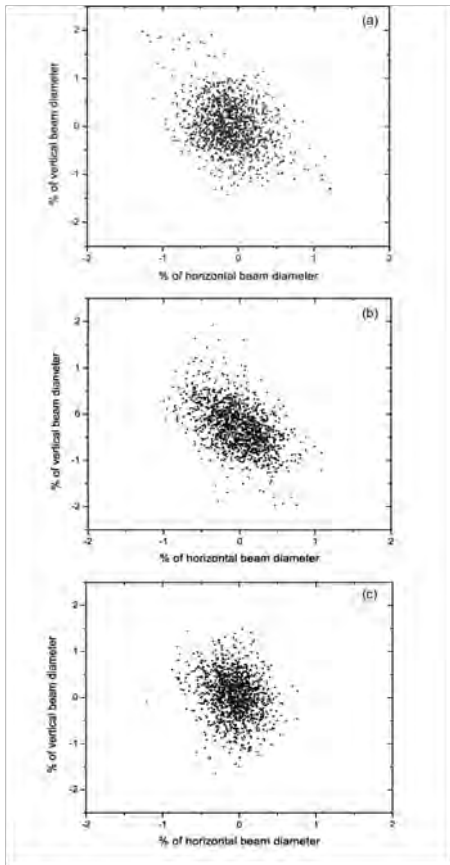 (a)
2
1
0
-1
-2
% of vertical beam diameter
-2 -1 0 1 2
% of horizontal beam diameter
(b)
2
1
0
-1
-2
% of vertical beam diameter
-2 -1 0 1 2
% of horizontal beam diameter
(c)
2
1
0
-1
-2
% of vertical beam diameter
-2 -1 0 1 2
% of horizontal beam diameter